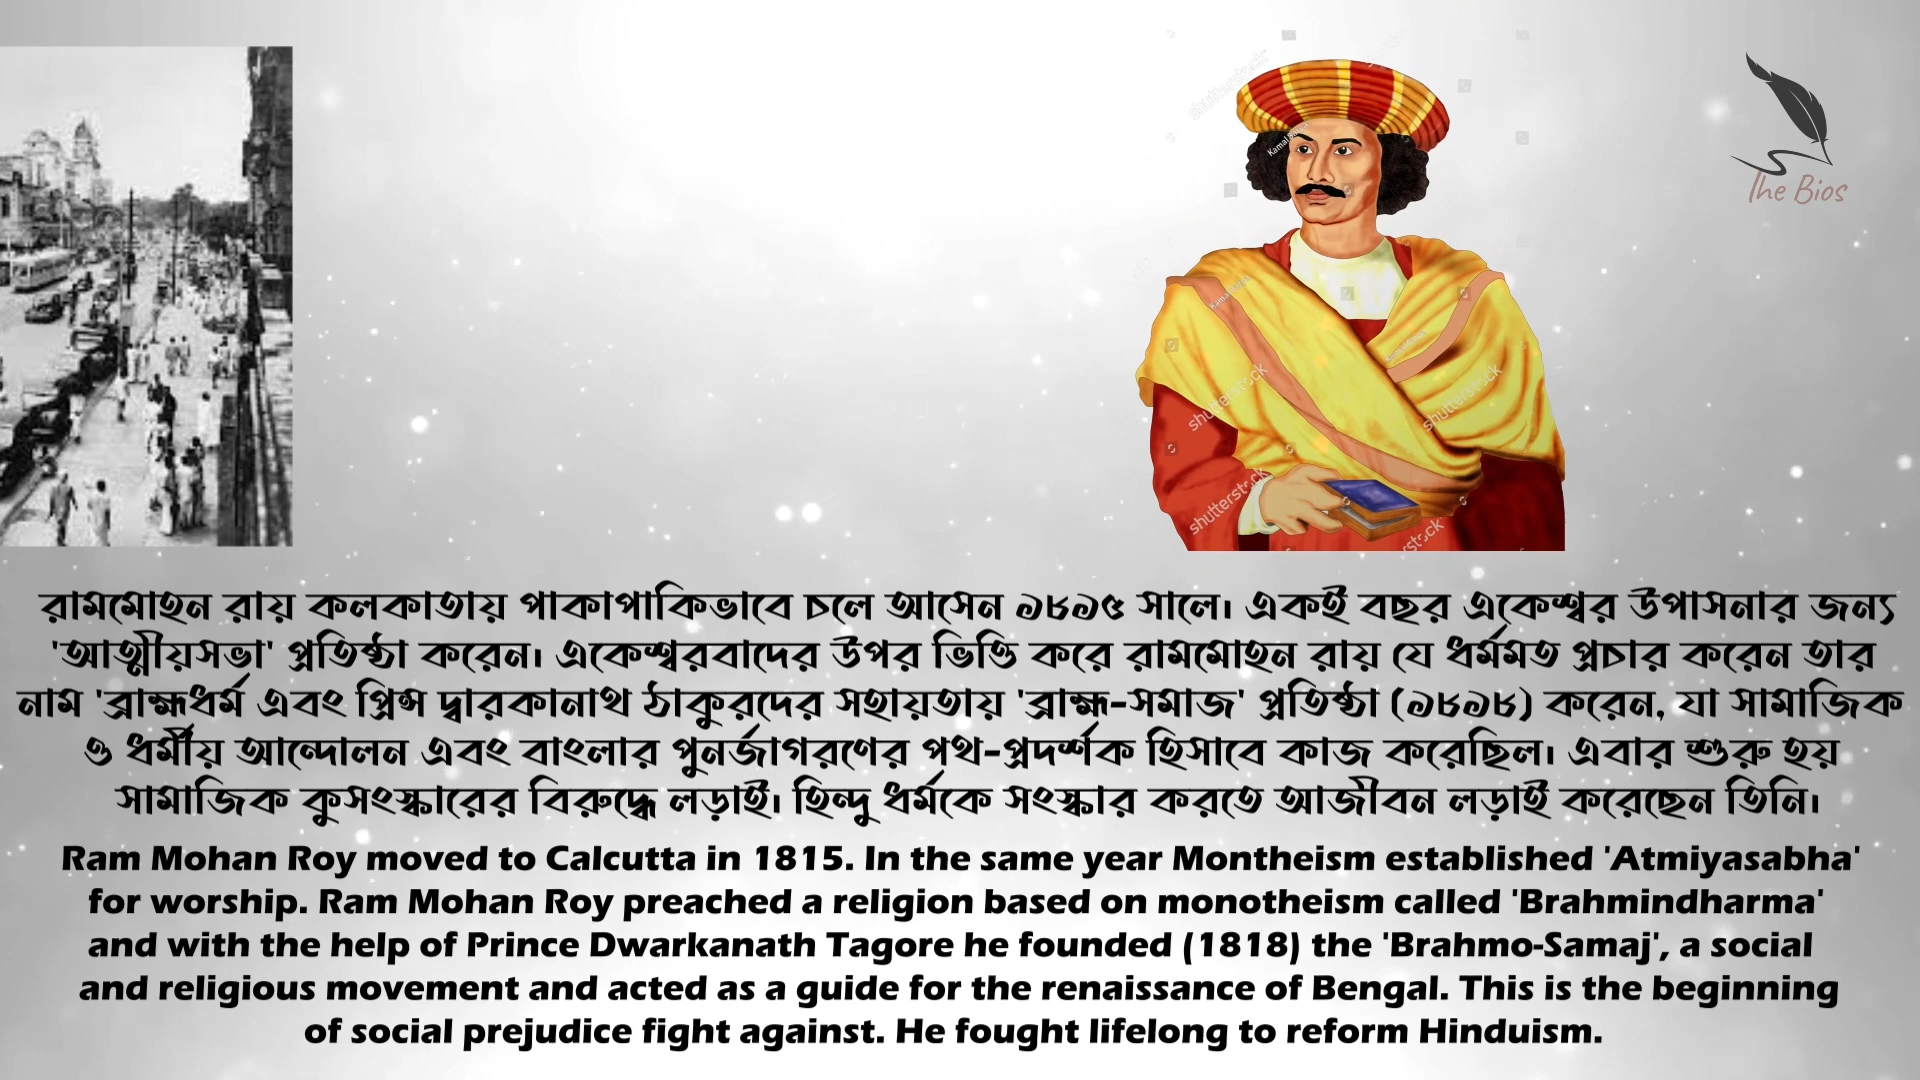 The Bios
রামমোহন রায় কলকাতায় পাকাপাকিভাবে চলে আসেন ১৮১৫ সালে। একই বছর একেশ্বর উপাসনার জন্য
'আত্মীয়সভা' প্রতিষ্ঠা করেন। একেশ্বরবাদের উপর ভিত্তি করে রামমোহন রায় যে ধর্মমত প্রচার করেন তার
নাম 'ব্রাহ্মধর্ম এবং প্রিন্স দ্বারকানাথ ঠাকুরদের সহায়তায় 'ব্রাহ্ম-সমাজ' প্রতিষ্ঠা (১৮১৮) করেন, যা সামাজিক
ও ধর্মীয় আন্দোলন এবং বাংলার পুনর্জাগরণের পথ-প্রদর্শক হিসাবে কাজ করেছিল। এবার শুরু হয়
সামাজিক কুসংস্কারের বিরুদ্ধে লড়াই। হিন্দু ধর্মকে সংস্কার করতে আজীবন লড়াই করেছেন তিনি।
Ram Mohan Roy moved to Calcutta in 1815. In the same year Montheism established 'Atmiyasabha'
for worship. Ram Mohan Roy preached a religion based on monotheism called 'Brahmindharma'
and with the help of Prince Dwarkanath Tagore he founded (1818) the 'Brahmo-Samaj', a social
and religious movement and acted as a guide for the renaissance of Bengal. This is the beginning
of social prejudice fight against. He fought lifelong to reform Hinduism.
shutterstock
shutterstock
shutterstock
shutterstock